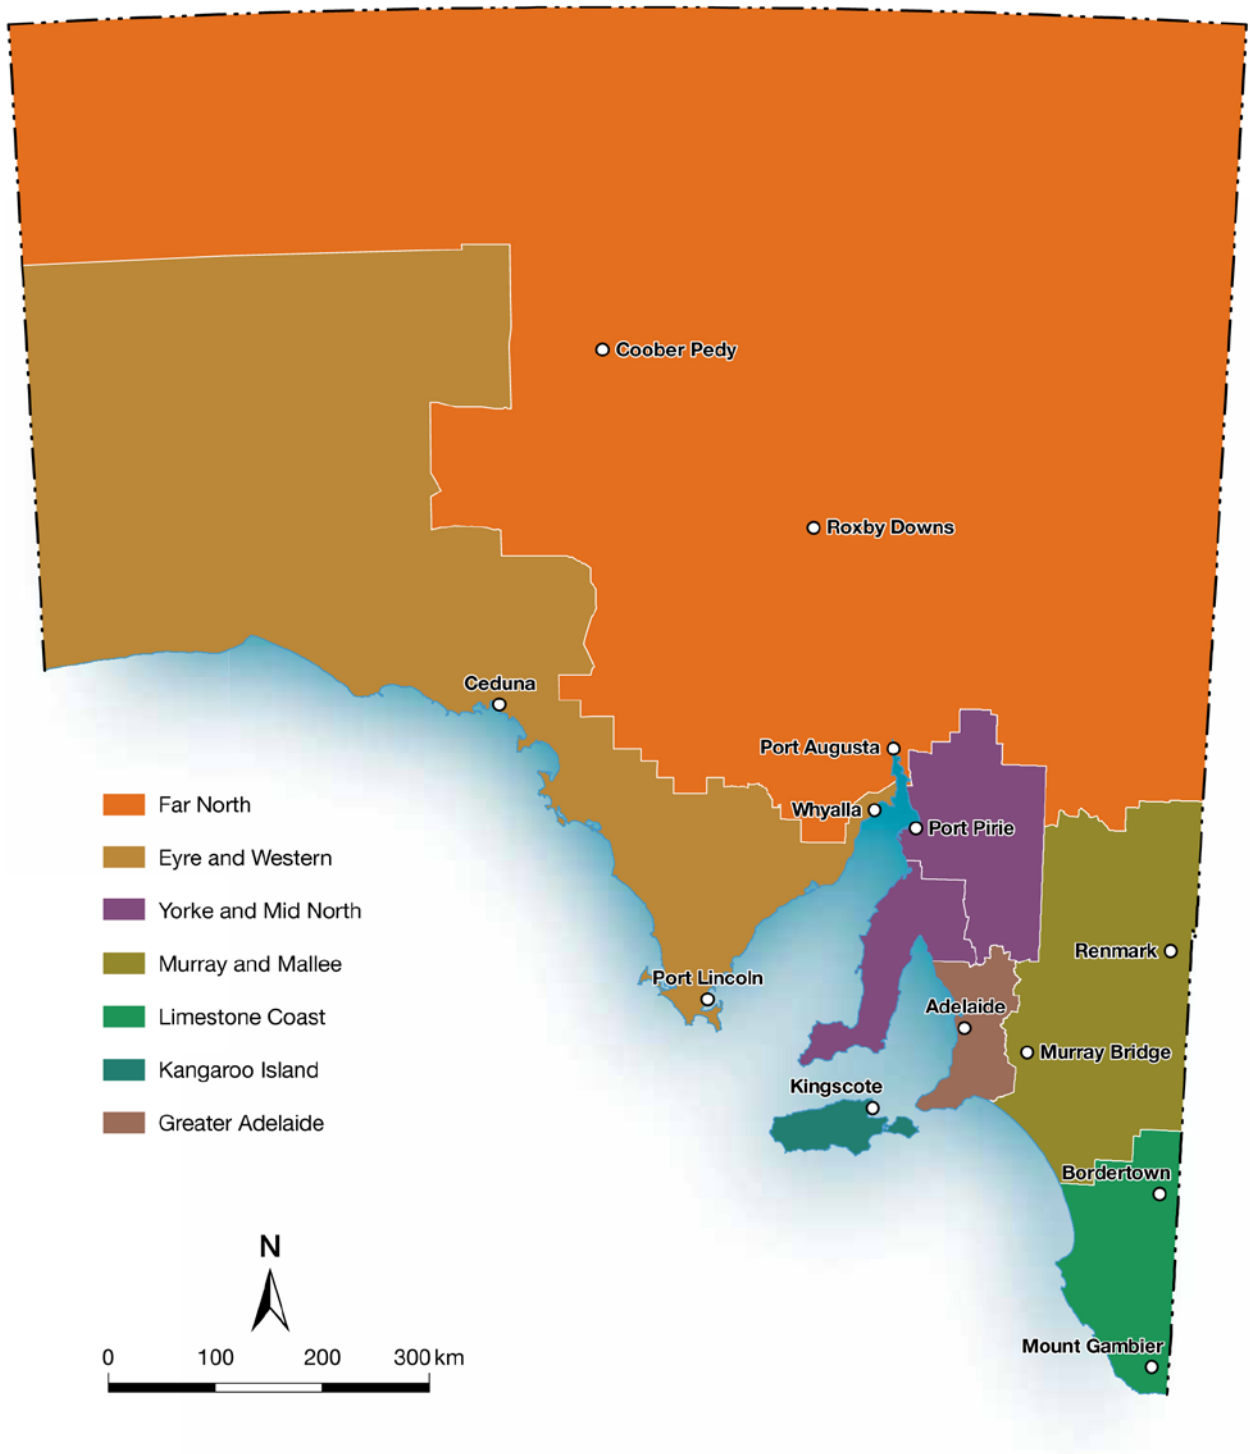 Coober Pedy
Roxby Downs
Ceduna
Port Augusta
Whyalla
Port Pirie
Far North
Eyre and Western
Yorke and Mid North
Murray and Mallee
Limestone Coast
Kangaroo Island
Greater Adelaide
Renmark
Port Lincoln
Adelaide
Murray Bridge
Kingscote
Bordertown
Mount Gambier
N
0 100 200 300 km